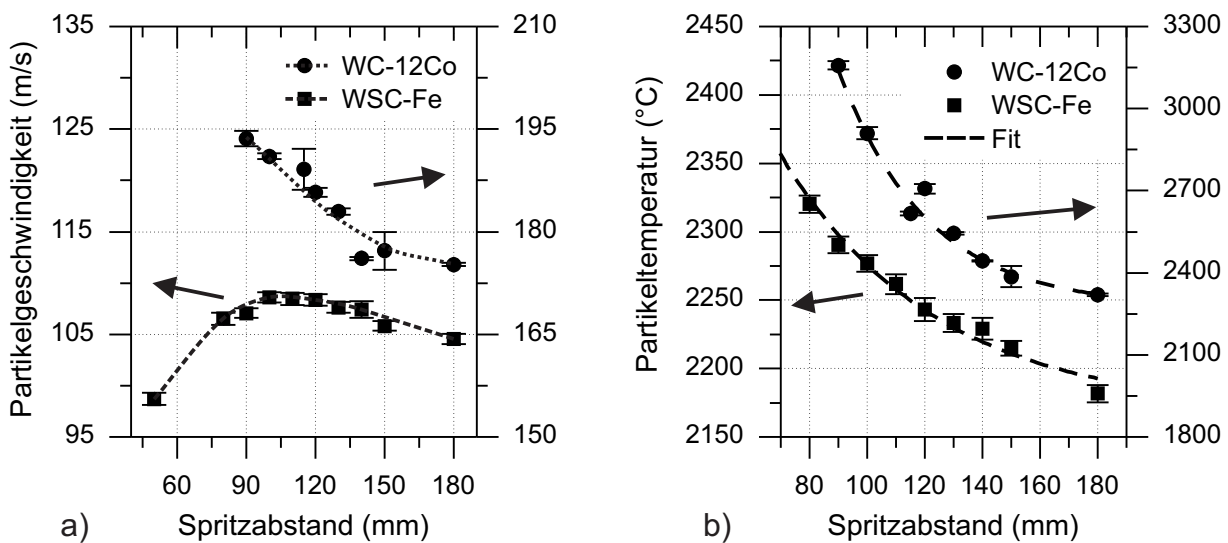 135
125
115
105
95
Partikelgeschwindigkeit (m/s)
210
195
180
165
150
WC-12Co
WSC-Fe
60 90 120 150 180
a) Spritzabstand (mm)
2450
2400
2350
2300
2250
2200
2150
Partikeltemperatur (°C)
3300
3000
2700
2400
2100
1800
WC-12Co
WSC-Fe
Fit
80 100 120 140 160 180
b) Spritzabstand (mm)